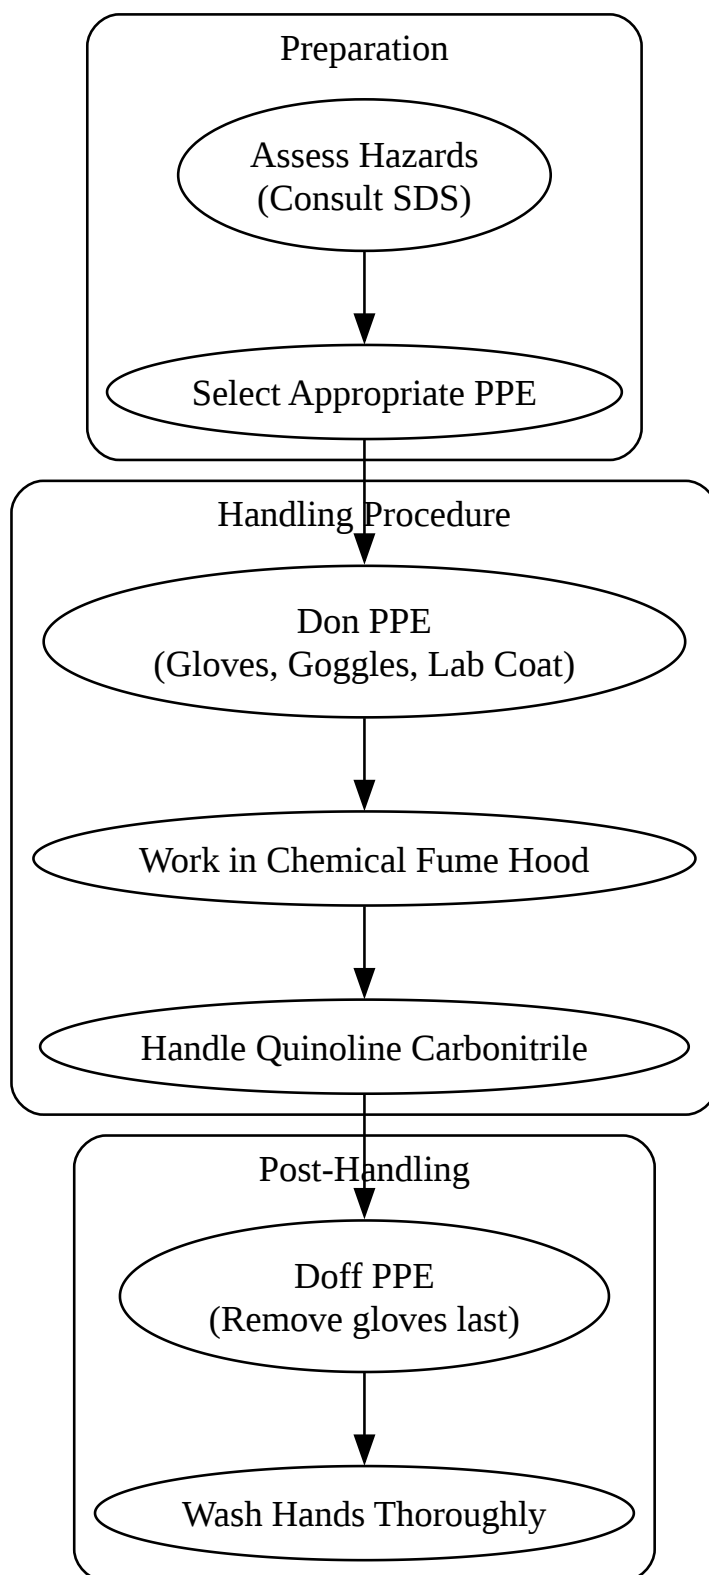 Preparation
Assess Hazards
(Consult SDS)
Select Appropriate PPE
Handling Procedure
Don PPE
(Gloves, Goggles, Lab Coat)
Work in Chemical Fume Hood
Handle Quinoline Carbonitrile
Post-Handling
Doff PPE
(Remove gloves last)
Wash Hands Thoroughly